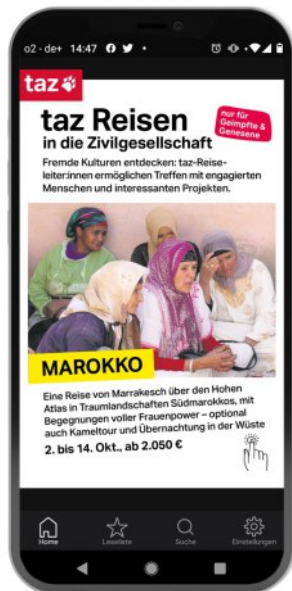 o2 - de+ 14:47
taz
taz Reisen
in die Zivilgesellschaft
nur für
Geimpfte &
Genesene
Fremde Kulturen entdecken: taz-Reise-
leiter:innen ermöglichen Treffen mit engagierten
Menschen und interessanten Projekten.
MAROKKO
Eine Reise von Marrakesch über den Hohen
Atlas in Traumlandschaften Südmarokkos, mit
Begegnungen voller Frauenpower – optional
auch Kameltour und Übernachtung in der Wüste
2. bis 14. Okt., ab 2.050 €
Home Leseliste Suche Einstellungen